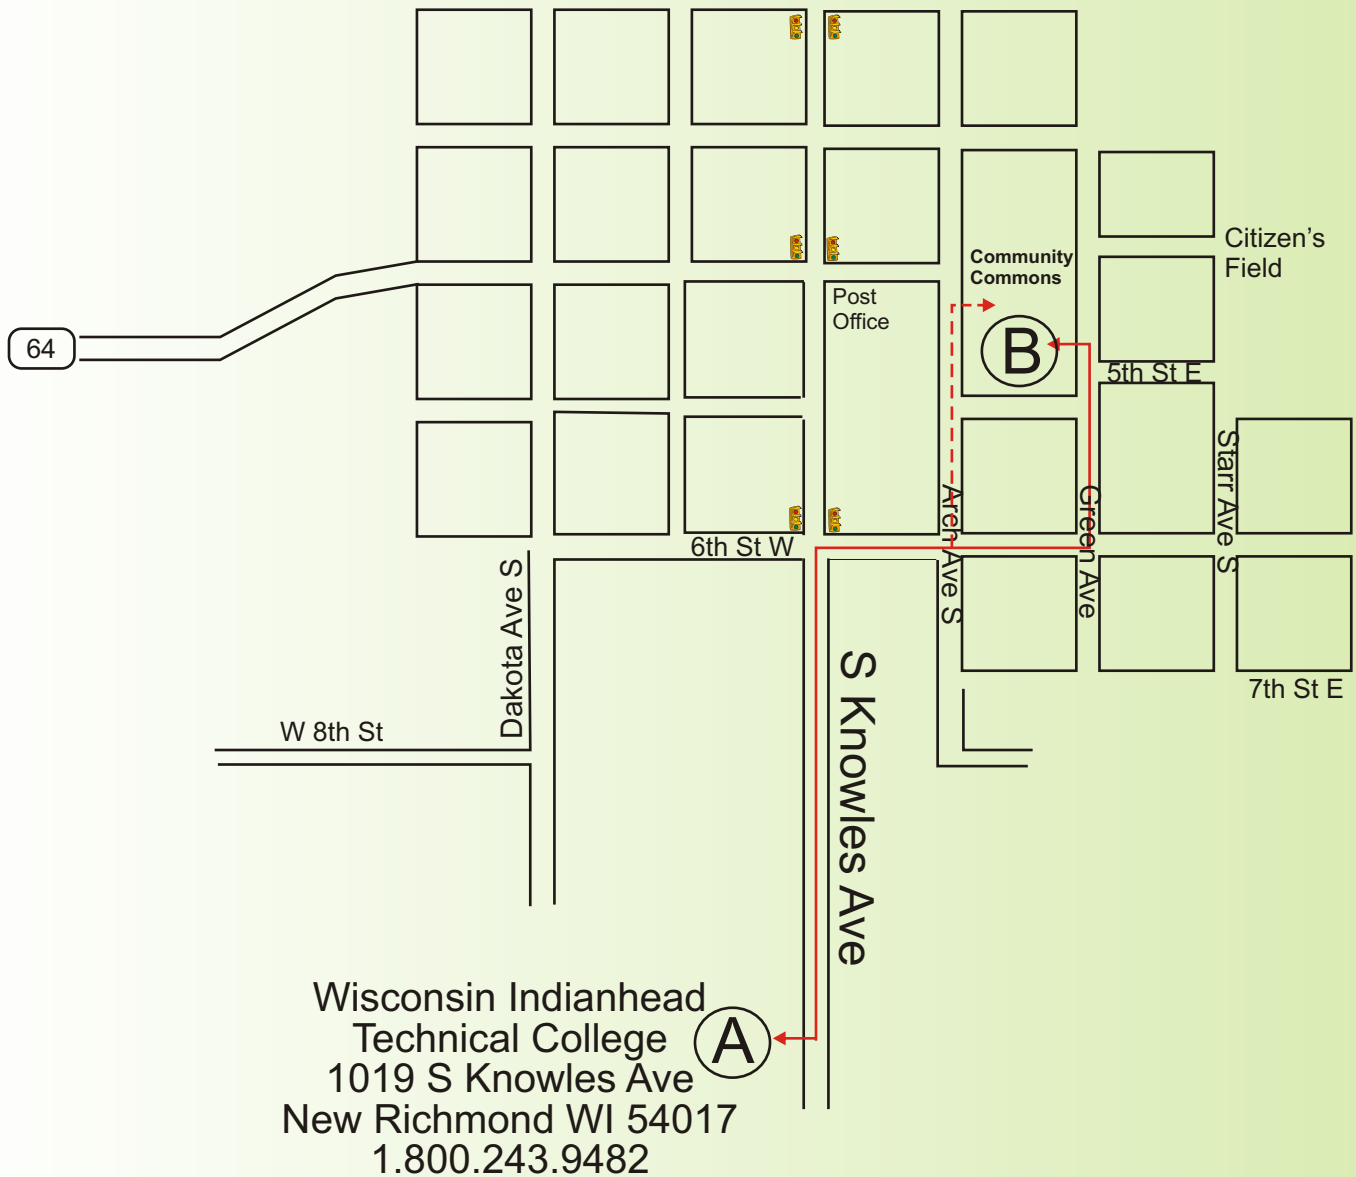 Citizen's
Field
Community
Commons
Post
Office
64
B
5th St E
Starr Ave S
Arch Ave S
Green Ave
6th St W
Dakota Ave S
S Knowles Ave
7th St E
W 8th St
Wisconsin Indianhead
Technical College
1019 S Knowles Ave
New Richmond WI 54017
1.800.243.9482
A